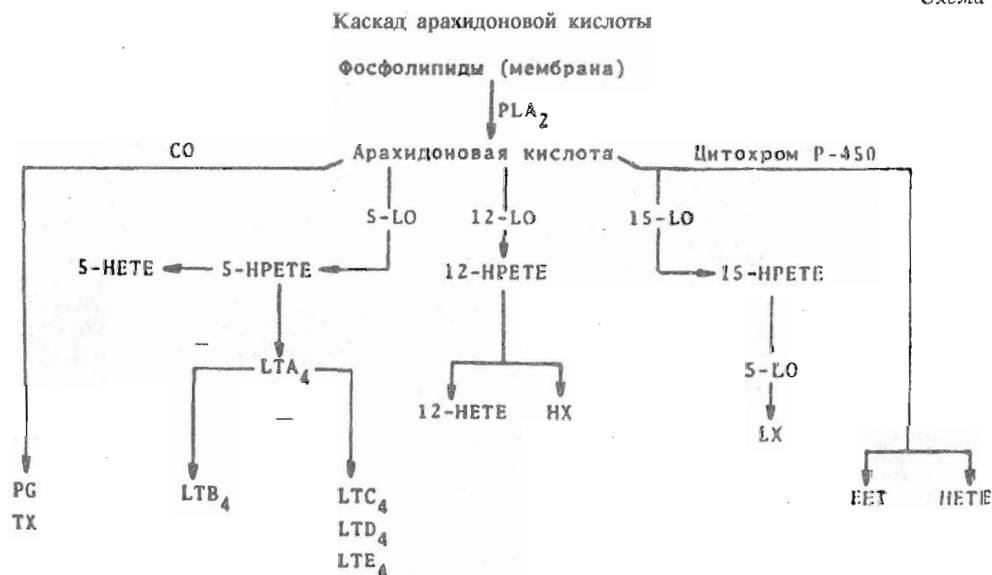 Схема
Каскад арахидоновой кислоты
Фосфолипиды (мембрана)
PLA₂
CO Арахидоновая кислота Цитохром P-450
5-LO 12-LO 15-LO
5-HETE 5-HPETE 12-HPETE 15-HPETE
LTA₄ 5-LO
12-HETE HX
LX
PG LTB₄ LTC₄ EET HETE
TX LTD₄
LTE₄